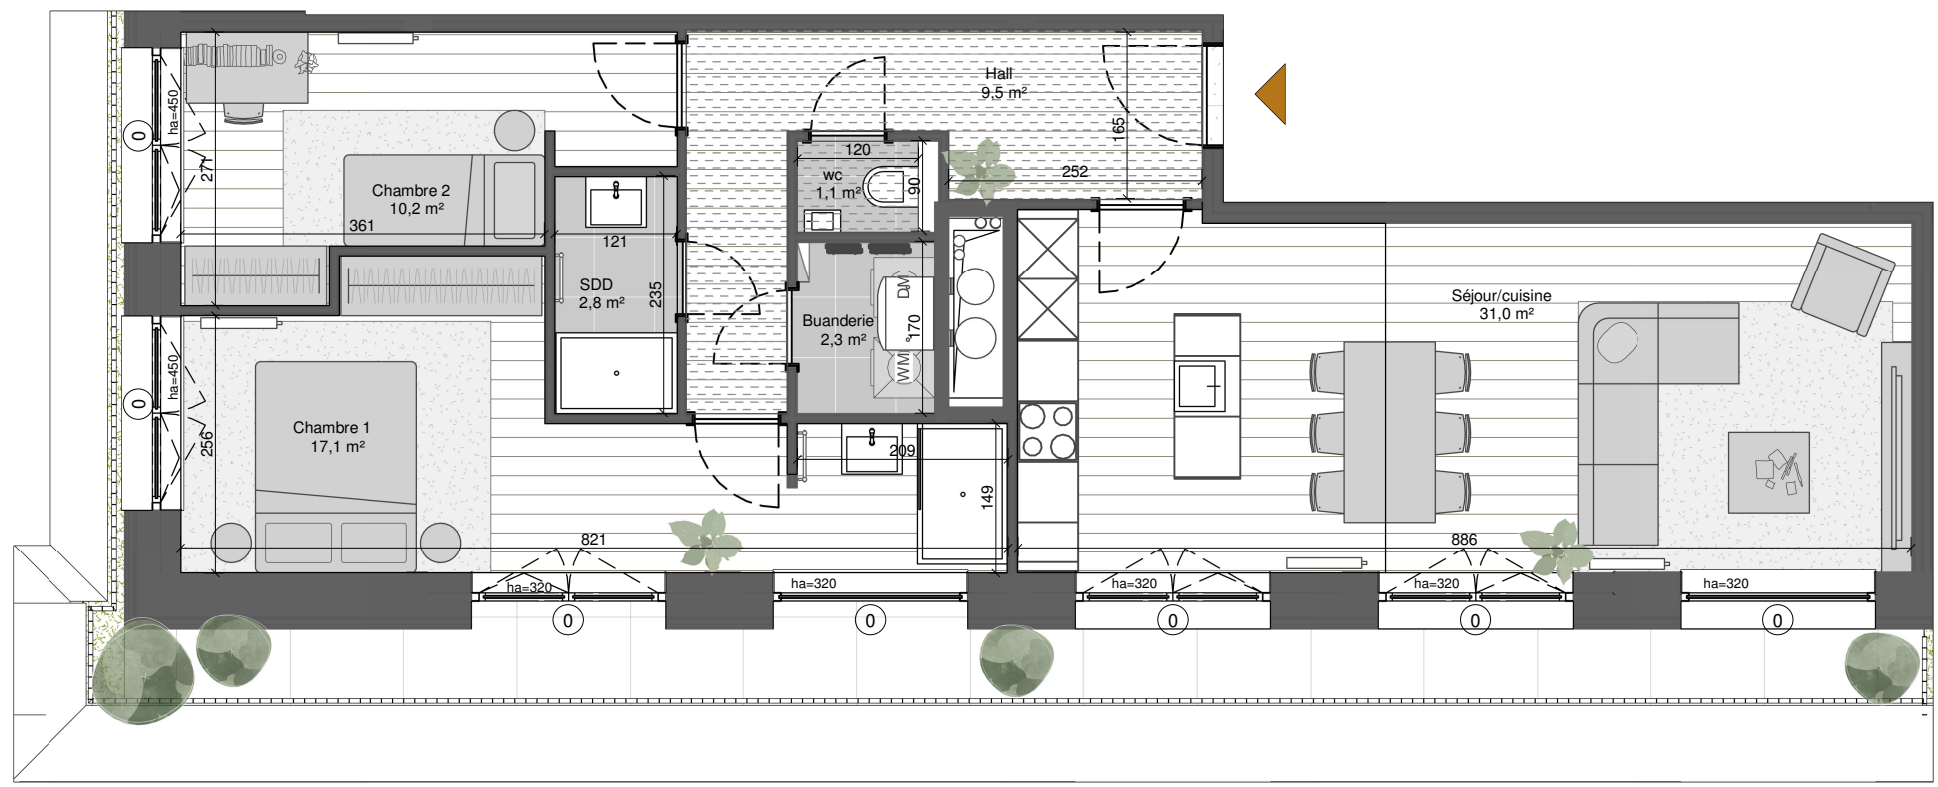 Hall
9,5 m²
ha=450
0
271
165
120
wc
1,1 m²
90
252
Chambre 2
10,2 m²
361
121
SDD
2,8 m²
235
DM
Buanderie
2,3 m²
170
WM
Séjour/cuisine
31,0 m²
ha=450
0
256
Chambre 1
17,1 m²
209
149
821
886
ha=320
ha=320
ha=320
ha=320
ha=320
0
0
0
0
0